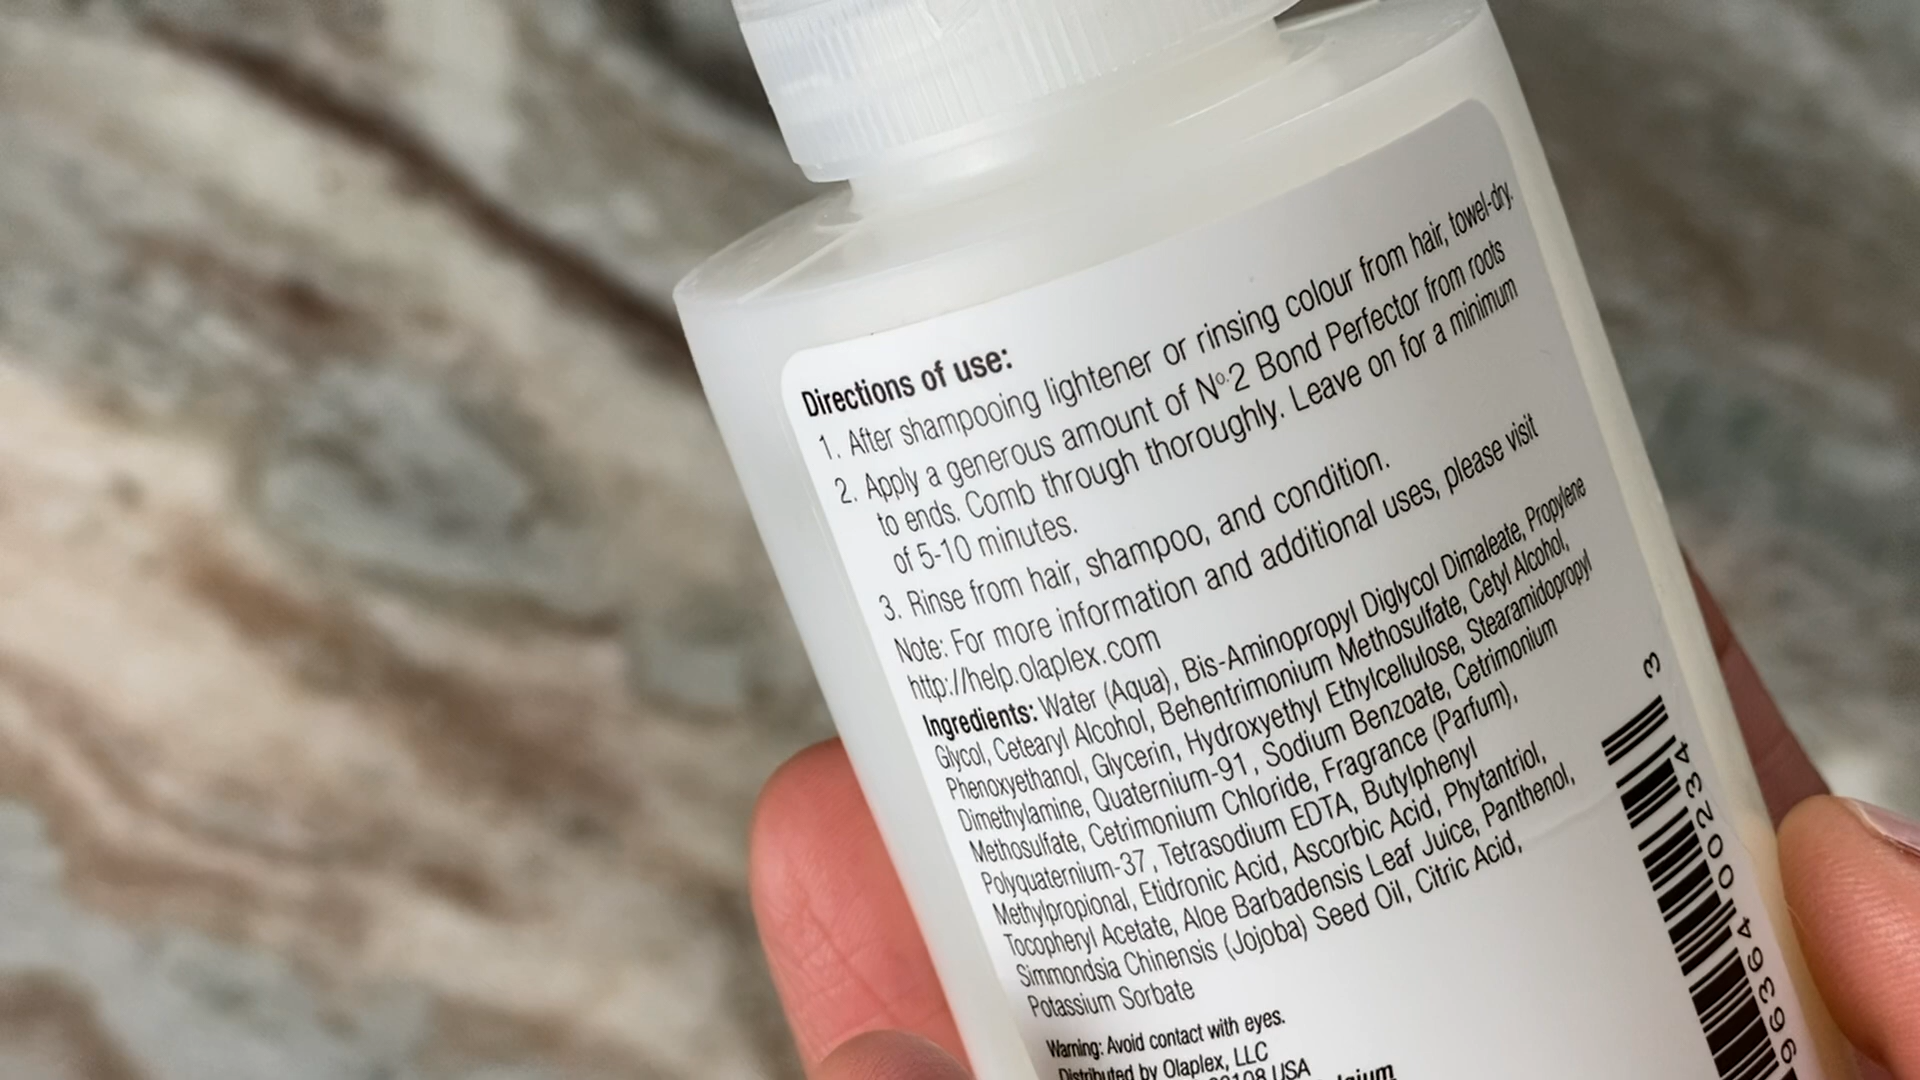 Directions of use:
1. After shampooing lightener or rinsing colour from hair, towel-dry.
2. Apply a generous amount of Nº.2 Bond Perfector from roots
to ends. Comb through thoroughly. Leave on for a minimum
of 5-10 minutes.
3. Rinse from hair, shampoo, and condition.
Note: For more information and additional uses, please visit
http://help.olaplex.com
Ingredients: Water (Aqua), Bis-Aminopropyl Diglycol Dimaleate, Propylene
Glycol, Cetearyl Alcohol, Behentrimonium Methosulfate, Cetyl Alcohol,
Phenoxyethanol, Glycerin, Hydroxyethyl Ethylcellulose, Stearamidopropyl
Dimethylamine, Quaternium-91, Sodium Benzoate, Cetrimonium
Methosulfate, Cetrimonium Chloride, Fragrance (Parfum),
Polyquaternium-37, Tetrasodium EDTA, Butylphenyl
Methylpropional, Etidronic Acid, Ascorbic Acid, Phytantriol,
Tocopheryl Acetate, Aloe Barbadensis Leaf Juice, Panthenol,
Simmondsia Chinensis (Jojoba) Seed Oil, Citric Acid,
Potassium Sorbate
Warning: Avoid contact with eyes.
Distributed by Olaplex, LLC
USA
96364 00234 3